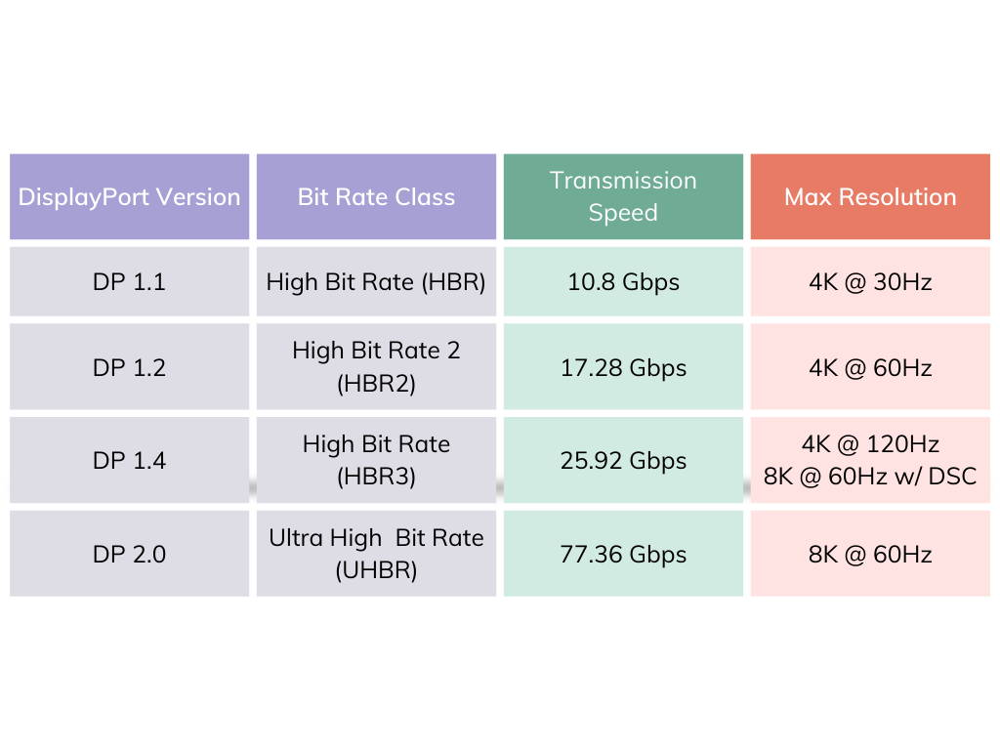 DisplayPort Version
Bit Rate Class
Transmission
Speed
Max Resolution
DP 1.1
High Bit Rate (HBR)
10.8 Gbps
4K @ 30Hz
DP 1.2
High Bit Rate 2
(HBR2)
17.28 Gbps
4K @ 60Hz
DP 1.4
High Bit Rate
(HBR3)
25.92 Gbps
4K @ 120Hz
8K @ 60Hz w/ DSC
DP 2.0
Ultra High  Bit Rate
(UHBR)
77.36 Gbps
8K @ 60Hz